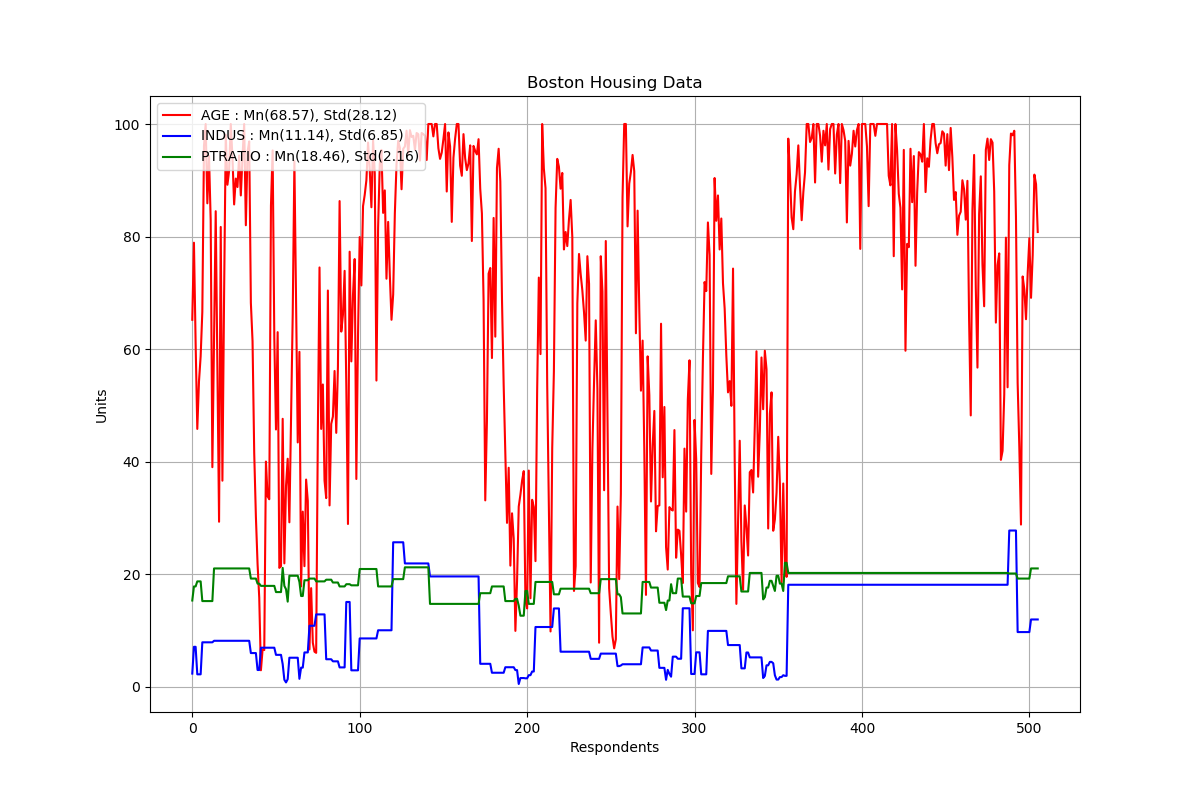 Boston Housing Data
AGE : Mn(68.57), Std(28.12)
INDUS : Mn(11.14), Std(6.85)
PTRATIO : Mn(18.46), Std(2.16)
100
80
60
40
20
0
Units
0 100 200 300 400 500
Respondents